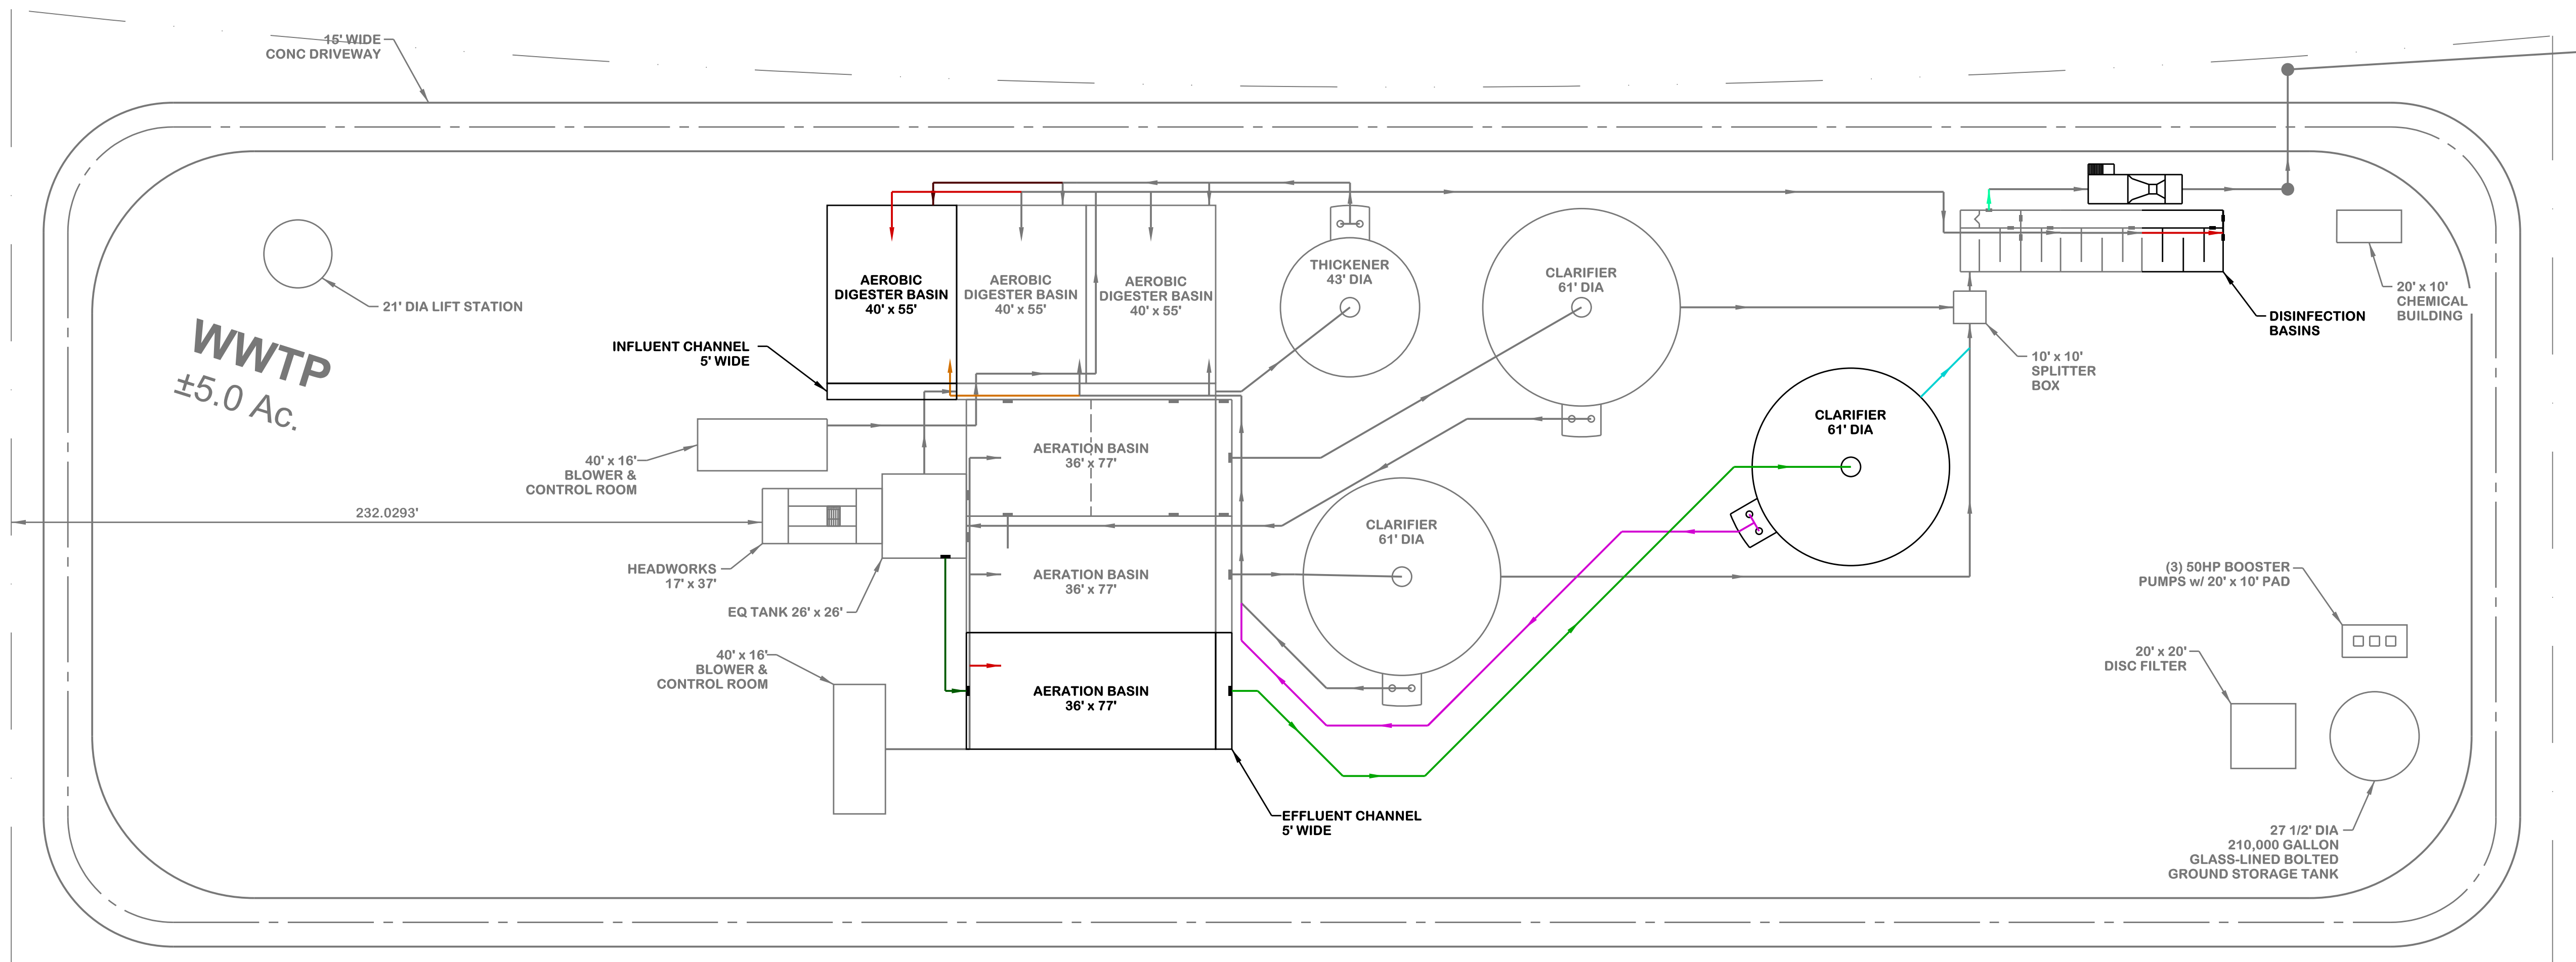 15' WIDE
CONC DRIVEWAY
21' DIA LIFT STATION
WWTP
±5.0 Ac.
AEROBIC
DIGESTER BASIN
40' x 55'
AEROBIC
DIGESTER BASIN
40' x 55'
AEROBIC
DIGESTER BASIN
40' x 55'
THICKENER
43' DIA
CLARIFIER
61' DIA
20' x 10'
CHEMICAL
BUILDING
DISINFECTION
BASINS
10' x 10'
SPLITTER
BOX
INFLUENT CHANNEL
5' WIDE
CLARIFIER
61' DIA
40' x 16'
BLOWER &
CONTROL ROOM
AERATION BASIN
36' x 77'
232.0293'
CLARIFIER
61' DIA
HEADWORKS
17' x 37'
AERATION BASIN
36' x 77'
EQ TANK 26' x 26'
(3) 50HP BOOSTER
PUMPS w/ 20' x 10' PAD
40' x 16'
BLOWER &
CONTROL ROOM
20' x 20'
DISC FILTER
AERATION BASIN
36' x 77'
EFFLUENT CHANNEL
5' WIDE
27 1/2' DIA
210,000 GALLON
GLASS-LINED BOLTED
GROUND STORAGE TANK